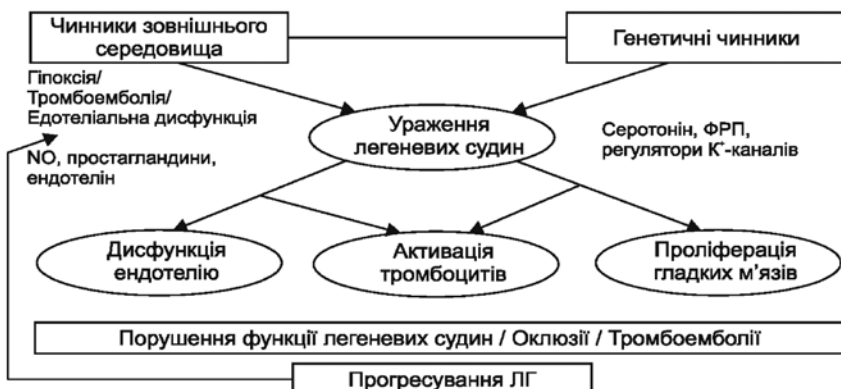 Чинники зовнішнього
середовища
Генетичні чинники
Гіпоксія/
Тромбоемболія/
Едотеліальна дисфункція
NO, простагландини,
ендотелін
Ураження
легеневих судин
Серотонін, ФРП,
регулятори K⁺-каналів
Дисфункція
ендотелію
Активація
тромбоцитів
Проліферація
гладких м’язів
Порушення функції легеневих судин / Оклюзії / Тромбоемболії
Прогресування ЛГ